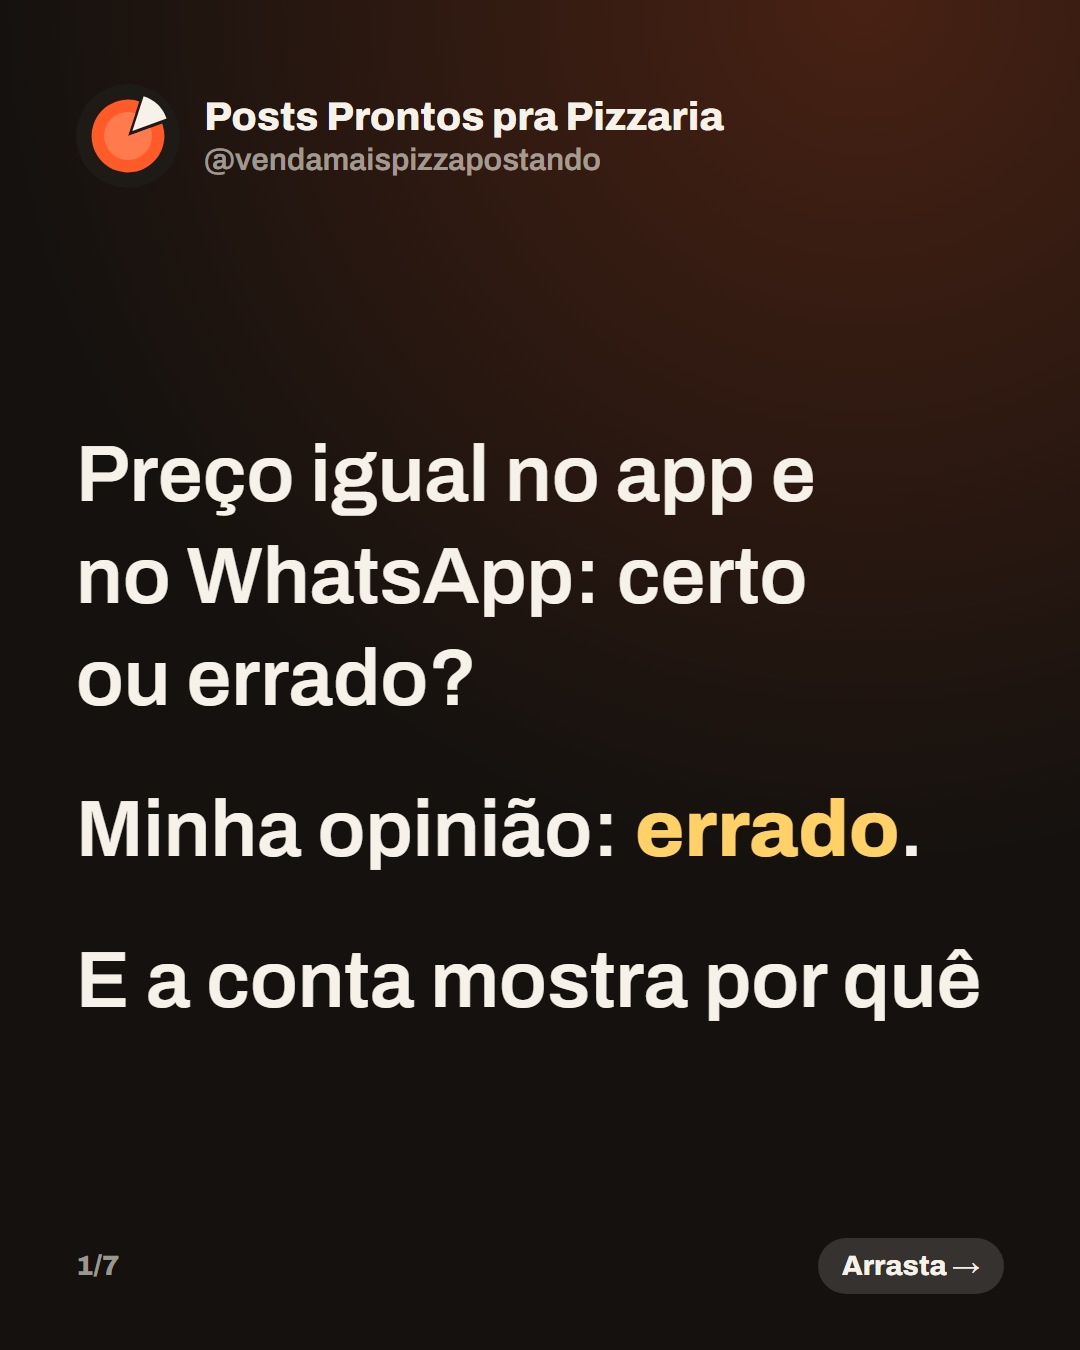 Posts Prontos pra Pizzaria
@vendamaispizzapostando
Preço igual no app e
no WhatsApp: certo
ou errado?
Minha opinião: errado.
E a conta mostra por quê
1/7
Arrasta →